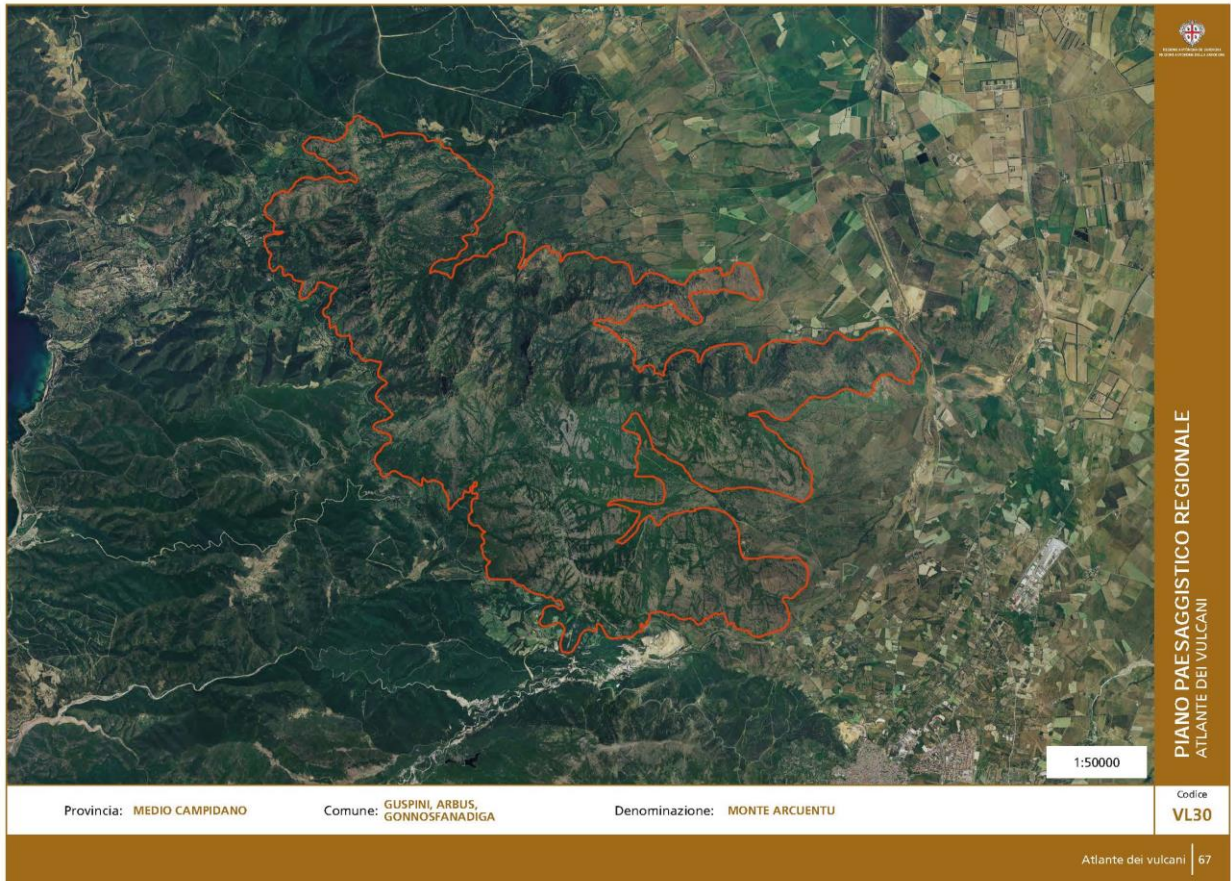 1:50000
PIANO PAESAGGISTICO REGIONALE
ATLANTE DEI VULCANI
Provincia: MEDIO CAMPIDANO
Comune: GUSPINI, ARBUS,
GONNOSFANADIGA
Denominazione: MONTE ARCUENTU
Codice
VL30
Atlante dei vulcani | 67